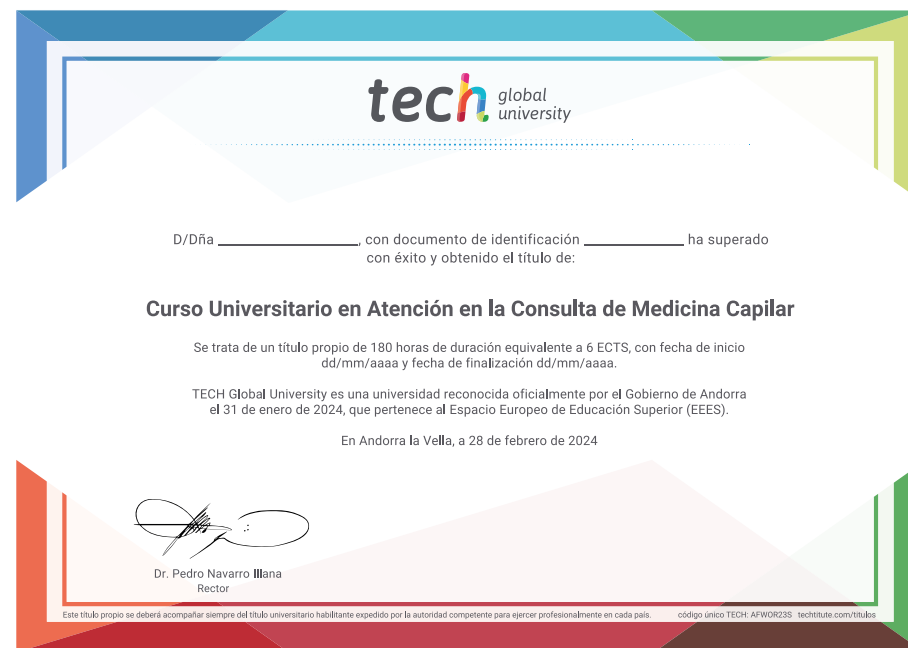 tech global university
D/Dña ____________, con documento de identificación ____________ ha superado
con éxito y obtenido el título de:
Curso Universitario en Atención en la Consulta de Medicina Capilar
Se trata de un título propio de 180 horas de duración equivalente a 6 ECTS, con fecha de inicio
dd/mm/aaaa y fecha de finalización dd/mm/aaaa.
TECH Global University es una universidad reconocida oficialmente por el Gobierno de Andorra
el 31 de enero de 2024, que pertenece al Espacio Europeo de Educación Superior (EEES).
En Andorra la Vella, a 28 de febrero de 2024
Dr. Pedro Navarro Illana
Rector
Este título propio se deberá acompañar siempre del título universitario habilitante expedido por la autoridad competente para ejercer profesionalmente en cada país. código único TECH: AFWOR23S techtitute.com/titulos